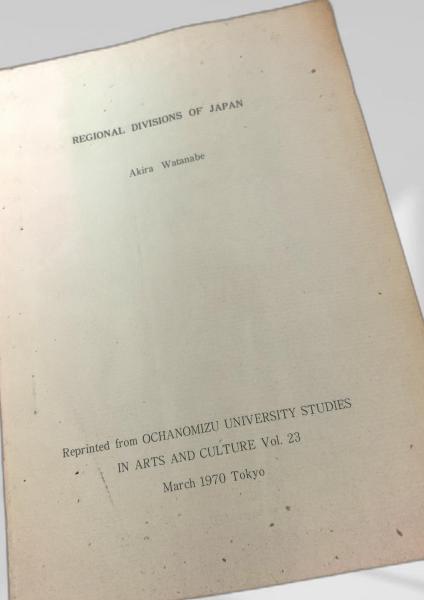 REGIONAL DIVISIONS OF JAPAN
Akira Watanabe
Reprinted from OCHANOMIZU UNIVERSITY STUDIES
IN ARTS AND CULTURE Vol. 23
March 1970 Tokyo